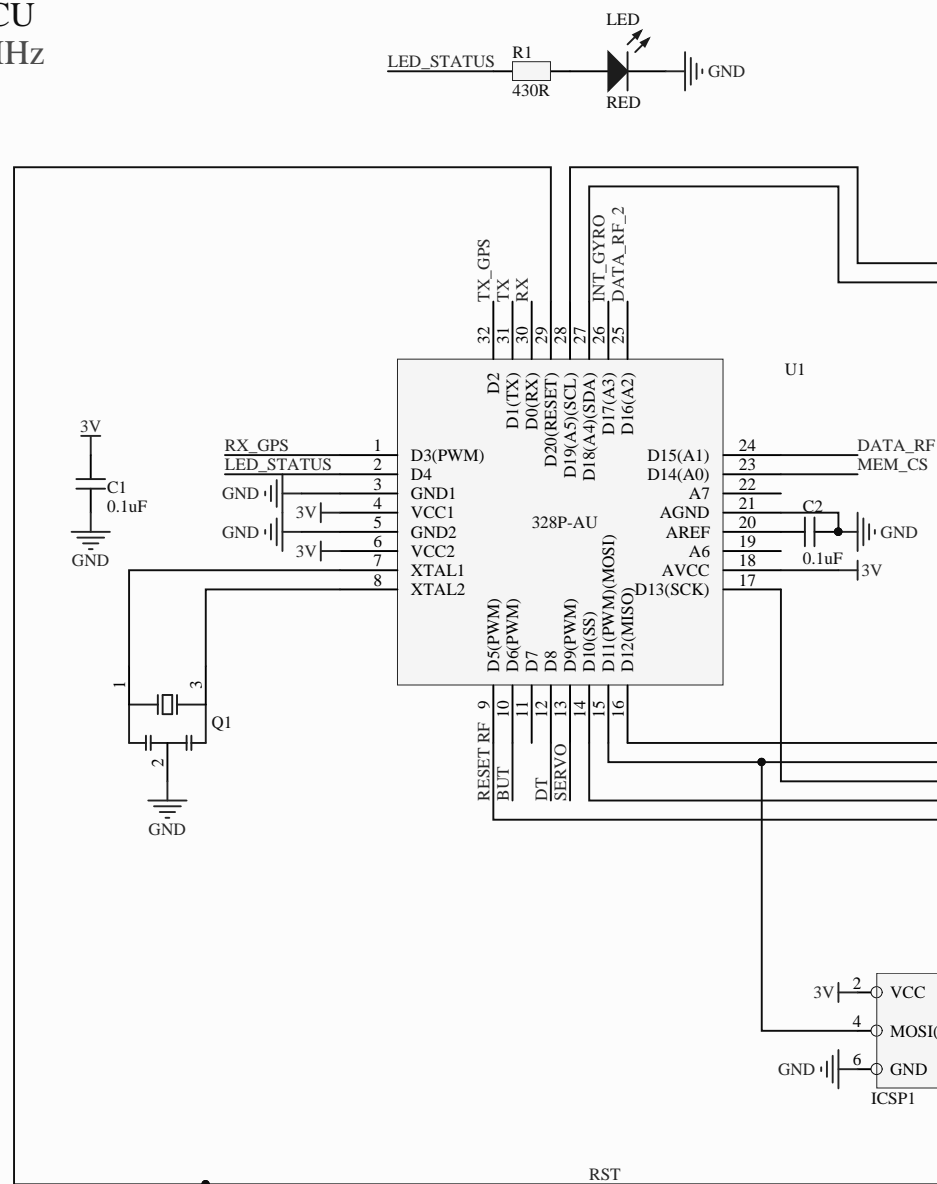 CU
Hz
LED
LED_STATUS
R1
GND
430R
RED
TX_GPS
TX
RX
INT_GYRO
DATA_RF_2
32
31
30
29
28
27
26
25
U1
D2
D1(TX)
D0(RX)
D20(RESET)
D19(A5)(SCL)
D18(A4)(SDA)
D17(A3)
D16(A2)
3V
C1
0.1uF
GND
RX_GPS 1 D3(PWM)
LED_STATUS 2 D4
GND 3 GND1
3V 4 VCC1
GND 5 GND2
3V 6 VCC2
7 XTAL1
8 XTAL2
328P-AU
D15(A1) 24 DATA_RF
D14(A0) 23 MEM_CS
A7 22
AGND 21
AREF 20
C2
0.1uF
GND
A6 19
AVCC 18 3V
D13(SCK) 17
D5(PWM)
D6(PWM)
D7
D8
D9(PWM)
D10(SS)
D11(PWM)(MOSI)
D12(MISO)
9
10
11
12
13
14
15
16
RESET RF
BUT
DT
SERVO
1
3
Q1
2
GND
3V 2 VCC
4 MOSI(
GND 6 GND
ICSP1
RST